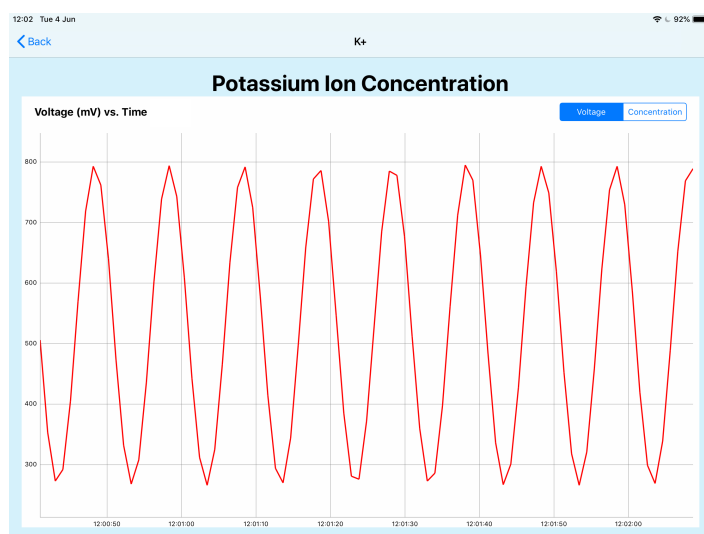 12:02 Tue 4 Jun 92%
Back K+
Potassium Ion Concentration
Voltage (mV) vs. Time Voltage Concentration
800
700
600
500
400
300
12:00:50 12:01:00 12:01:10 12:01:20 12:01:30 12:01:40 12:01:50 12:02:00